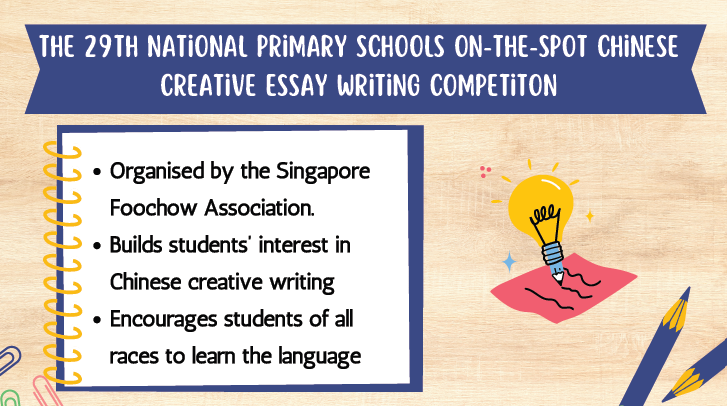 THE 29TH NATIONAL PRIMARY SCHOOLS ON-THE-SPOT CHINESE
CREATIVE ESSAY WRITING COMPETITON
• Organised by the Singapore
Foochow Association.
• Builds students' interest in
Chinese creative writing
• Encourages students of all
races to learn the language